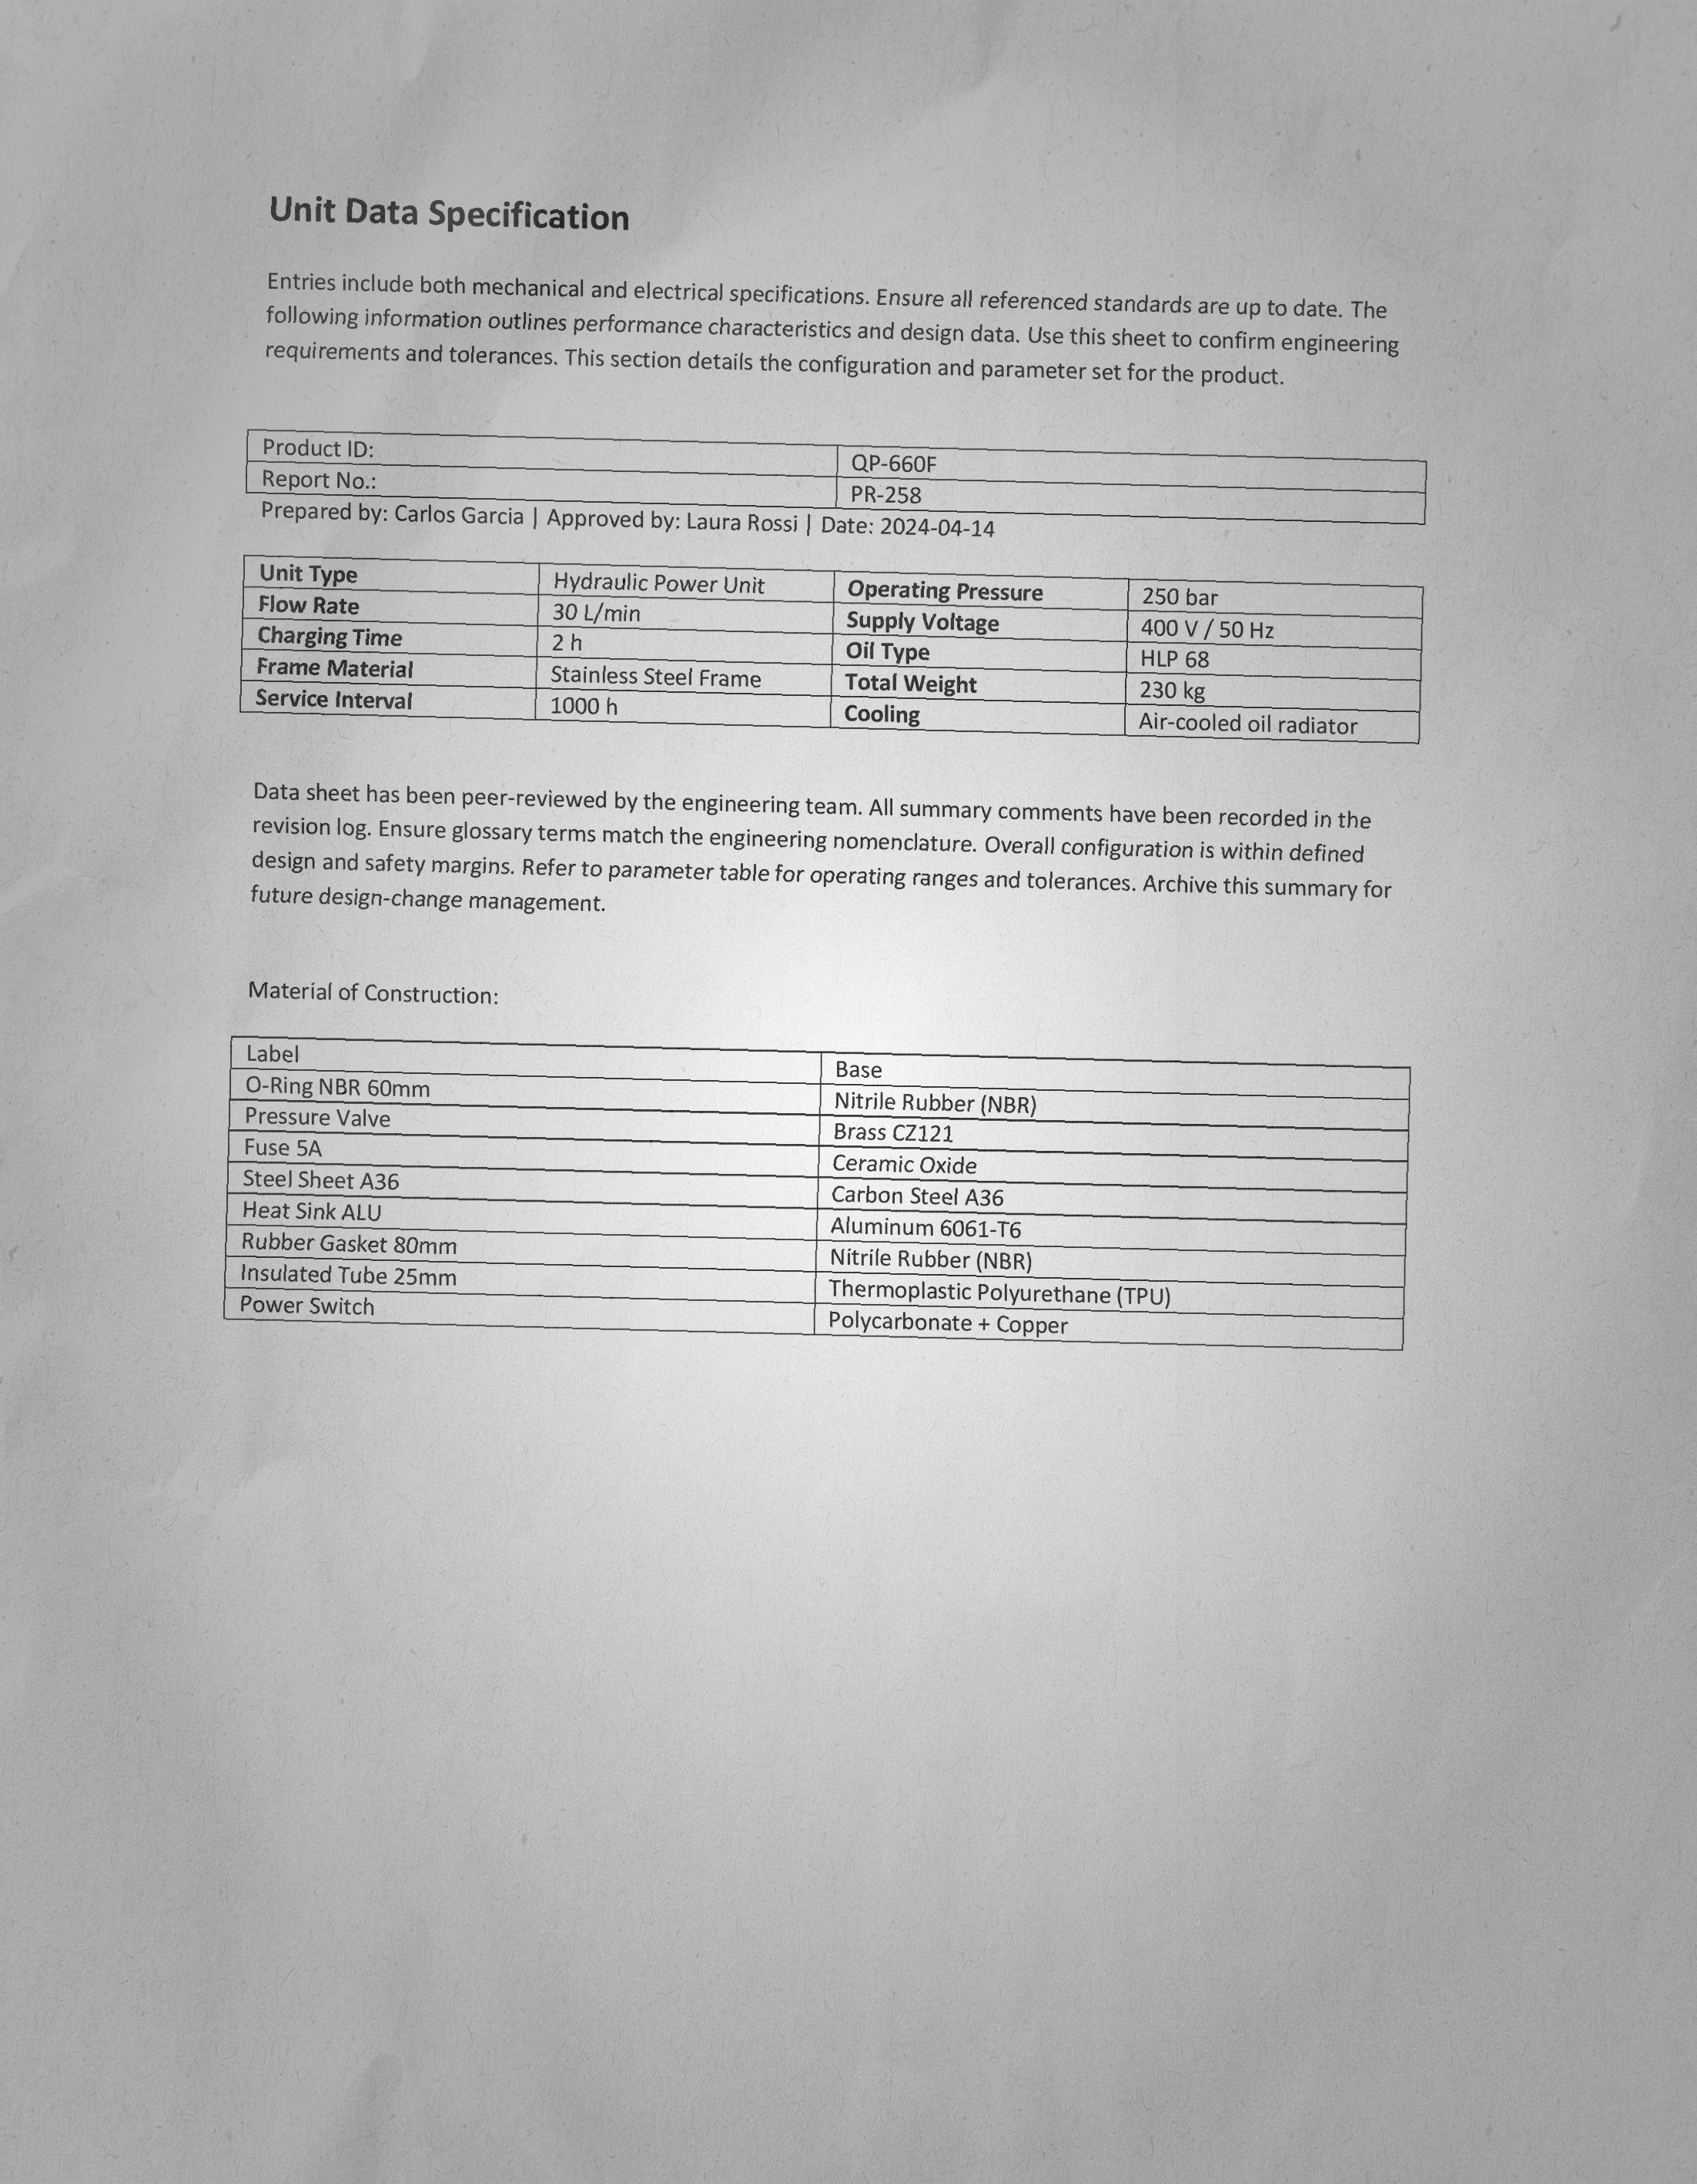 Unit Data Specification
Entries include both mechanical and electrical specifications. Ensure all referenced standards are up to date. The
following information outlines performance characteristics and design data. Use this sheet to confirm engineering
requirements and tolerances. This section details the configuration and parameter set for the product.
Product ID: QP-660F
Report No.: PR-258
Prepared by: Carlos Garcia | Approved by: Laura Rossi | Date: 2024-04-14
Unit Type Hydraulic Power Unit Operating Pressure 250 bar
Flow Rate 30 L/min Supply Voltage 400 V / 50 Hz
Charging Time 2 h Oil Type HLP 68
Frame Material Stainless Steel Frame Total Weight 230 kg
Service Interval 1000 h Cooling Air-cooled oil radiator
Data sheet has been peer-reviewed by the engineering team. All summary comments have been recorded in the
revision log. Ensure glossary terms match the engineering nomenclature. Overall configuration is within defined
design and safety margins. Refer to parameter table for operating ranges and tolerances. Archive this summary for
future design-change management.
Material of Construction:
Label Base
O-Ring NBR 60mm Nitrile Rubber (NBR)
Pressure Valve Brass CZ121
Fuse 5A Ceramic Oxide
Steel Sheet A36 Carbon Steel A36
Heat Sink ALU Aluminum 6061-T6
Rubber Gasket 80mm Nitrile Rubber (NBR)
Insulated Tube 25mm Thermoplastic Polyurethane (TPU)
Power Switch Polycarbonate + Copper